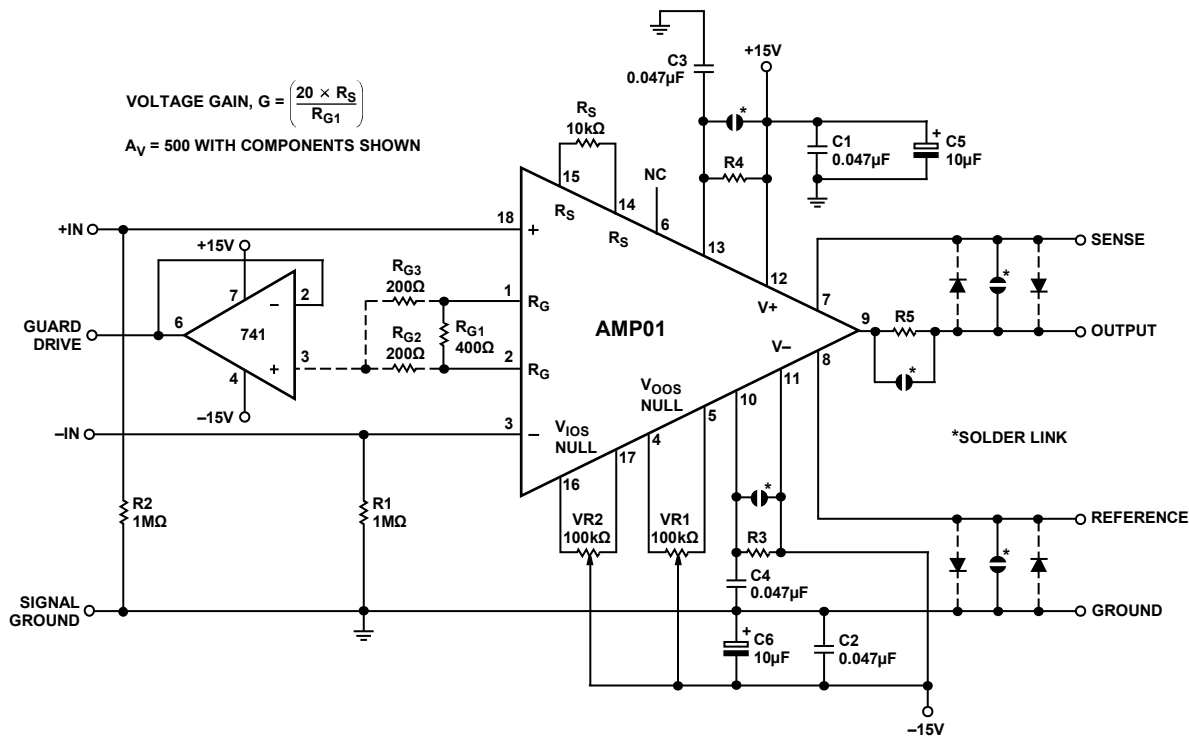 VOLTAGE GAIN, G = (20 × RS / RG1)
AV = 500 WITH COMPONENTS SHOWN
C3
0.047µF
+15V
*
R4
C1
0.047µF
+
C5
10µF
RS
10kΩ
15
14
RS
RS
NC
6
13
12
V+
+IN
18
+
+15V
7
2
–
GUARD
DRIVE
6
741
3
+
4
–15V
RG3
200Ω
RG2
200Ω
RG1
400Ω
1
RG
2
RG
AMP01
7
9
8
V–
11
R5
*
SENSE
*
OUTPUT
–IN
3
–
VIOS
NULL
VOOS
NULL
16
17
4
5
10
*SOLDER LINK
R2
1MΩ
R1
1MΩ
VR2
100kΩ
VR1
100kΩ
*
R3
C4
0.047µF
REFERENCE
*
SIGNAL
GROUND
GROUND
+
C6
10µF
C2
0.047µF
–15V